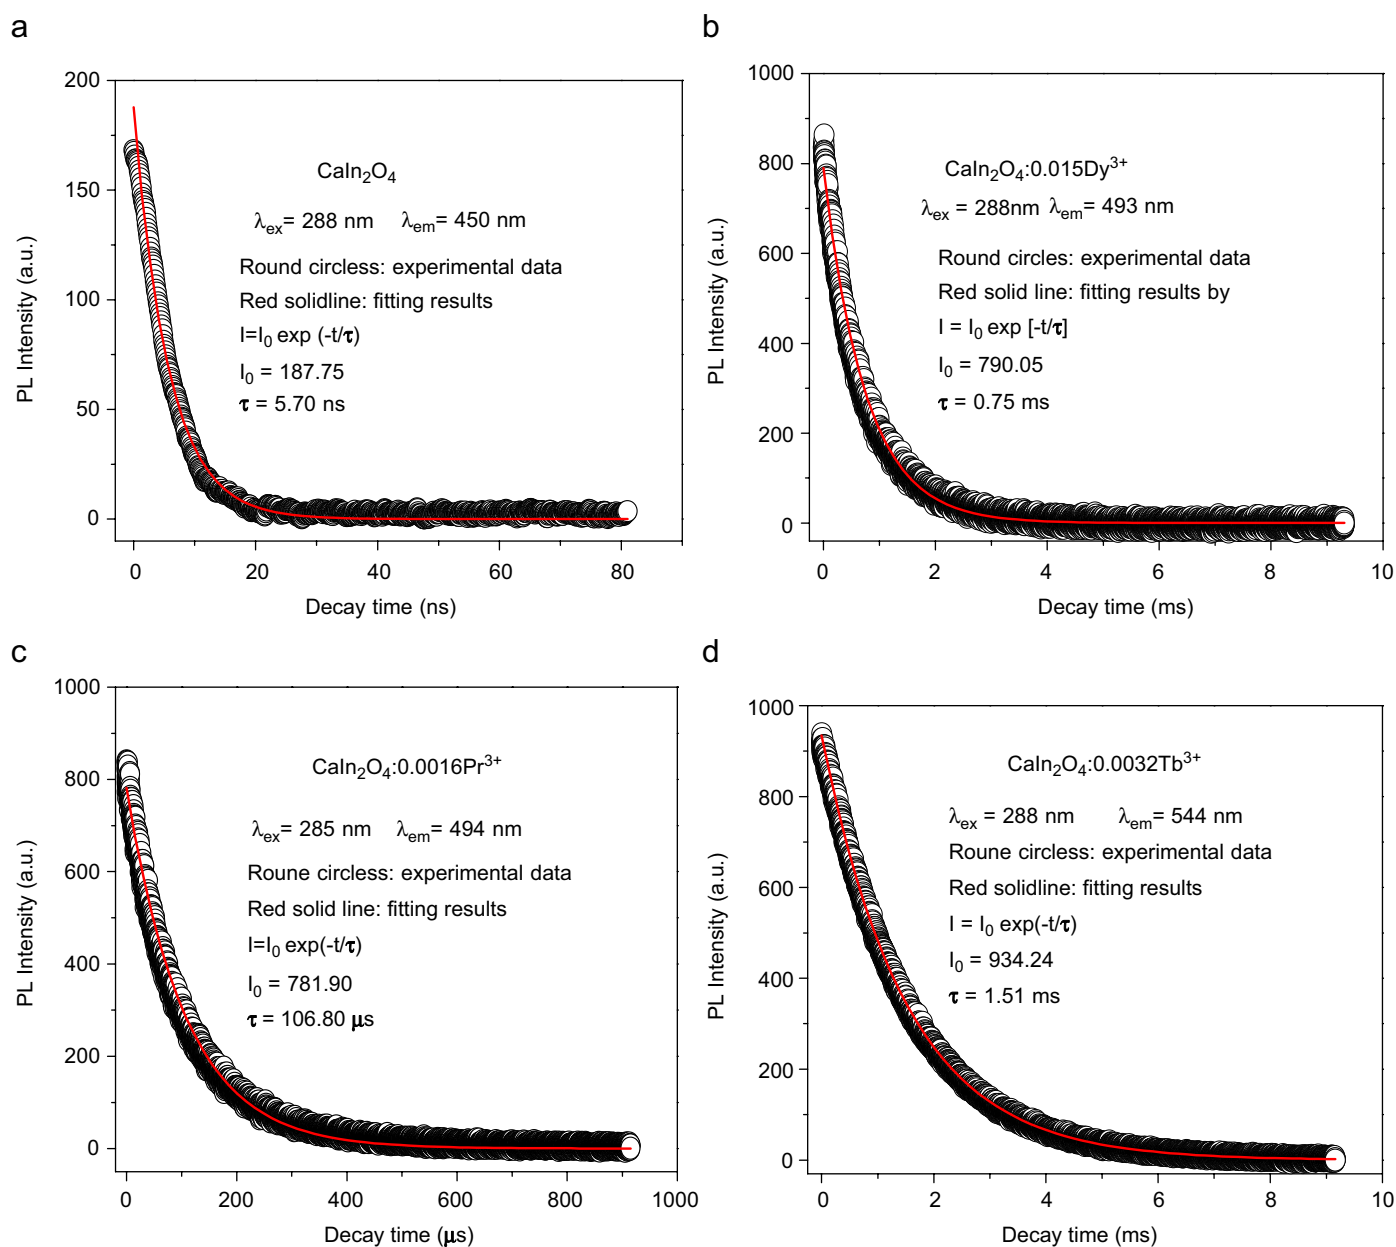 a
200
150
100
50
0
PL Intensity (a.u.)
CaIn₂O₄
λex= 288 nm λem= 450 nm
Round circless: experimental data
Red solidline: fitting results
I=I₀ exp (-t/τ)
I₀ = 187.75
τ = 5.70 ns
0 20 40 60 80
Decay time (ns)
b
1000
800
600
400
200
0
PL Intensity (a.u.)
CaIn₂O₄:0.015Dy³⁺
λex = 288nm λem= 493 nm
Round circles: experimental data
Red solid line: fitting results by
I = I₀ exp [-t/τ]
I₀ = 790.05
τ = 0.75 ms
0 2 4 6 8 10
Decay time (ms)
c
1000
800
600
400
200
0
PL Intensity (a.u.)
CaIn₂O₄:0.0016Pr³⁺
λex= 285 nm λem= 494 nm
Roune circless: experimental data
Red solid line: fitting results
I=I₀ exp(-t/τ)
I₀ = 781.90
τ = 106.80 μs
0 200 400 600 800 1000
Decay time (μs)
d
1000
800
600
400
200
0
PL Intensity (a.u.)
CaIn₂O₄:0.0032Tb³⁺
λex = 288 nm λem= 544 nm
Roune circless: experimental data
Red solidline: fitting results
I = I₀ exp(-t/τ)
I₀ = 934.24
τ = 1.51 ms
0 2 4 6 8 10
Decay time (ms)